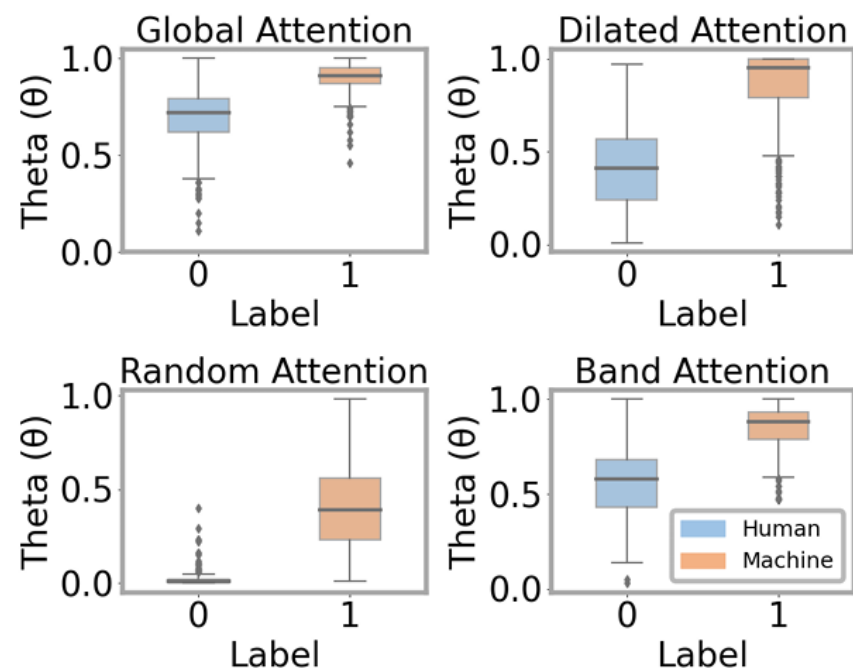 Global Attention
Theta (θ)
1.0
0.5
0.0
0
1
Label
Dilated Attention
Theta (θ)
1.0
0.5
0.0
0
1
Label
Random Attention
Theta (θ)
1.0
0.5
0.0
0
1
Label
Band Attention
Theta (θ)
1.0
0.5
0.0
Human
Machine
0
1
Label